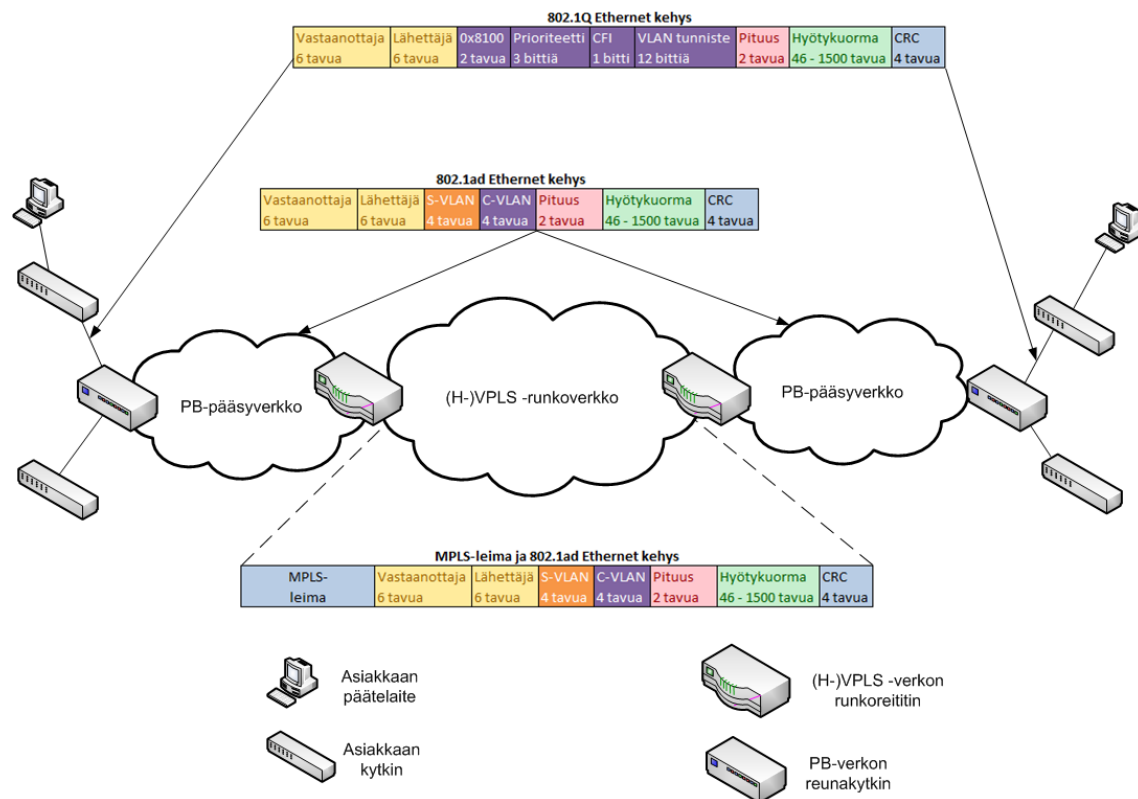 802.1Q Ethernet kehys
Vastaanottaja Lähettäjä 0x8100 Prioriteetti CFI VLAN tunniste Pituus Hyötykuorma CRC
6 tavua 6 tavua 2 tavua 3 bittiä 1 bitti 12 bittiä 2 tavua 46 - 1500 tavua 4 tavua
802.1ad Ethernet kehys
Vastaanottaja Lähettäjä S-VLAN C-VLAN Pituus Hyötykuorma CRC
6 tavua 6 tavua 4 tavua 4 tavua 2 tavua 46 - 1500 tavua 4 tavua
PB-pääsyverkko
(H-)VPLS -runkoverkko
PB-pääsyverkko
MPLS-leima ja 802.1ad Ethernet kehys
MPLS- Vastaanottaja Lähettäjä S-VLAN C-VLAN Pituus Hyötykuorma CRC
leima 6 tavua 6 tavua 4 tavua 4 tavua 2 tavua 46 - 1500 tavua 4 tavua
Asiakkaan
päätelaite
(H-)VPLS -verkon
runkoreititin
Asiakkaan
kytkin
PB-verkon
reunakytkin